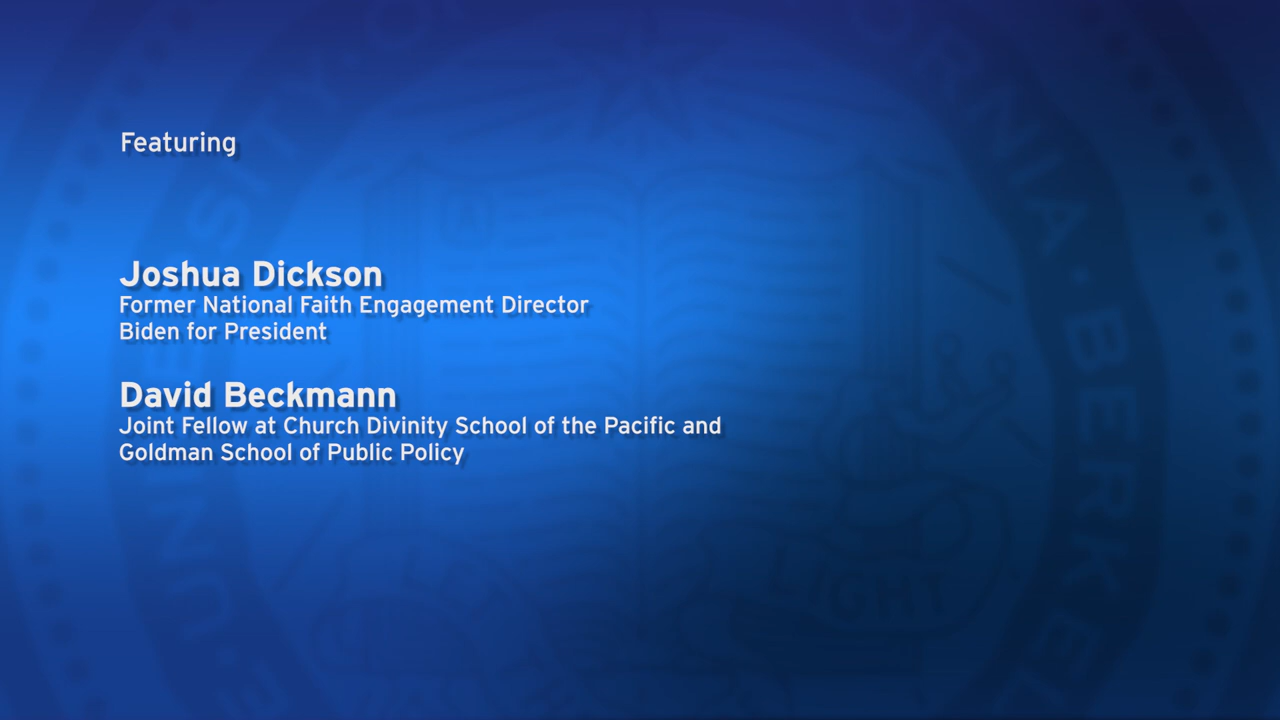 Featuring
Joshua Dickson
Former National Faith Engagement Director
Biden for President
David Beckmann
Joint Fellow at Church Divinity School of the Pacific and
Goldman School of Public Policy